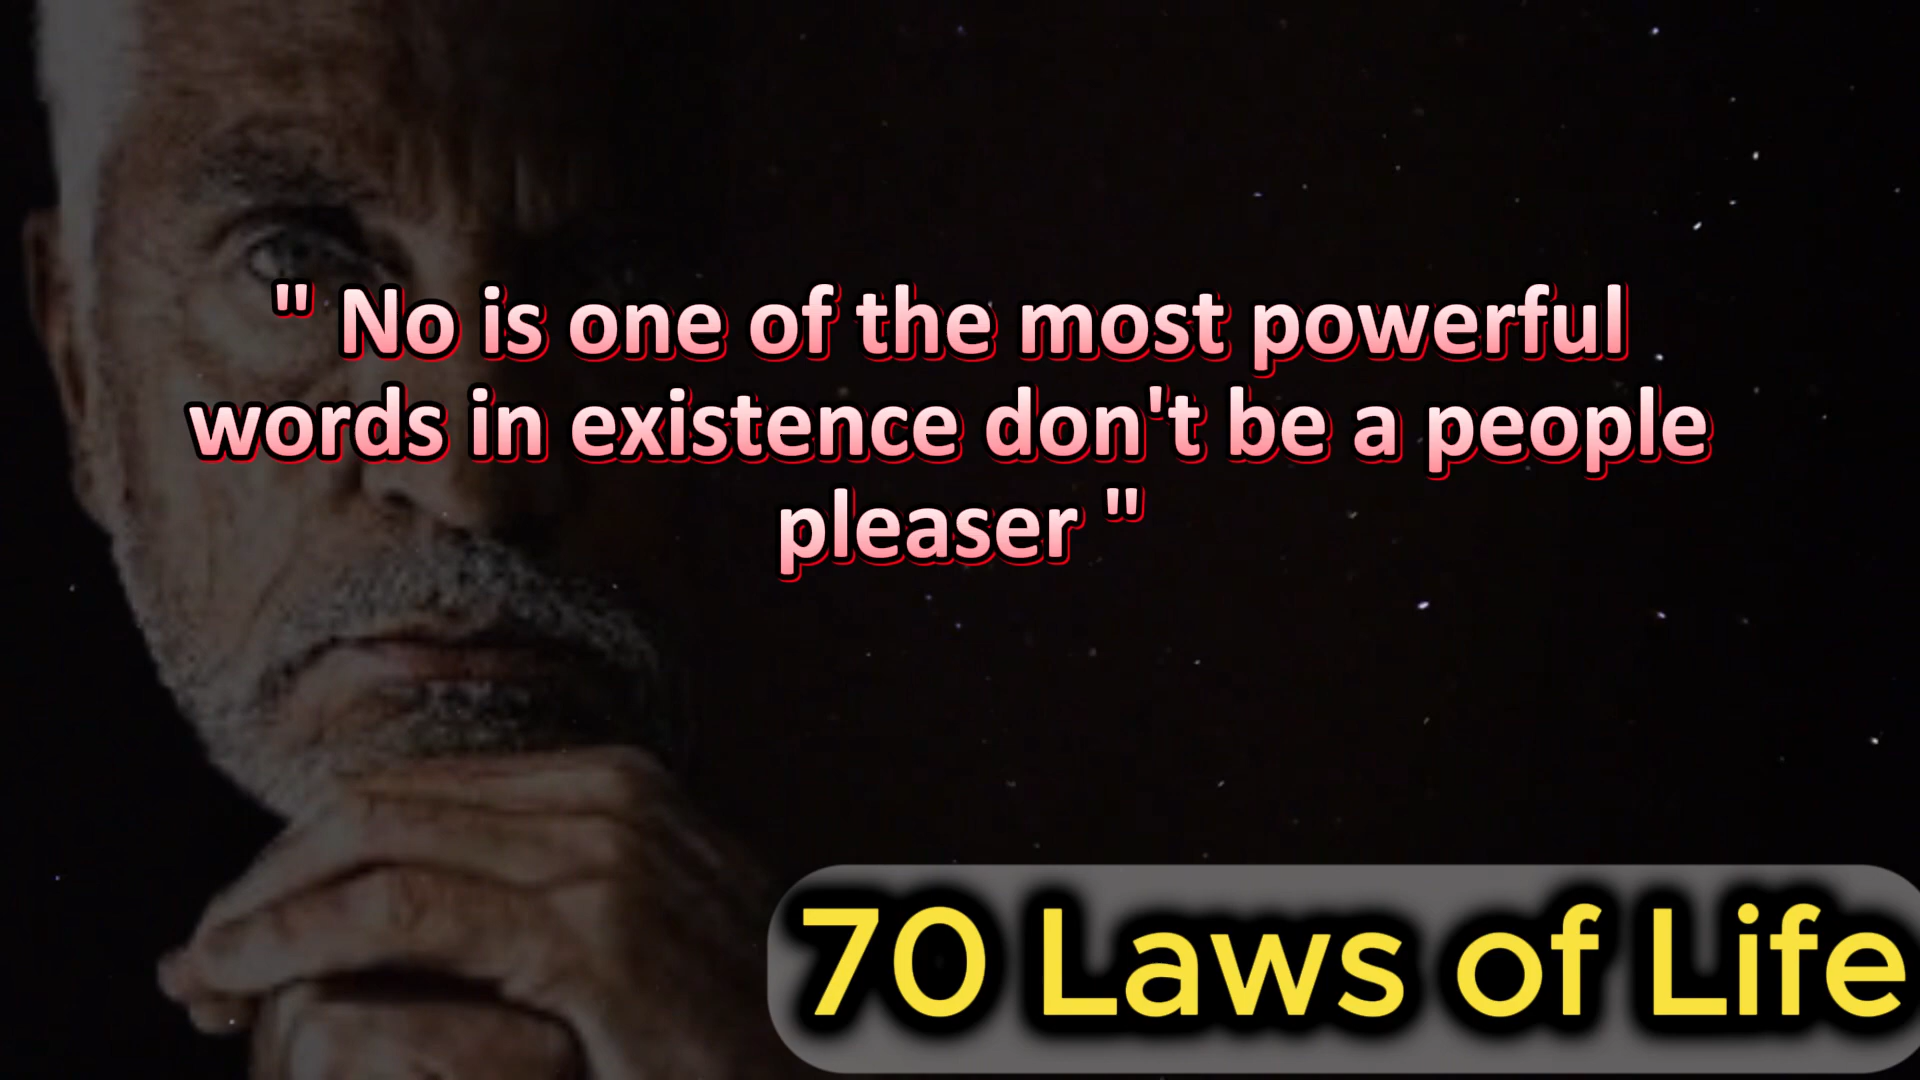 " No is one of the most powerful
words in existence don't be a people
pleaser "
70 Laws of Life